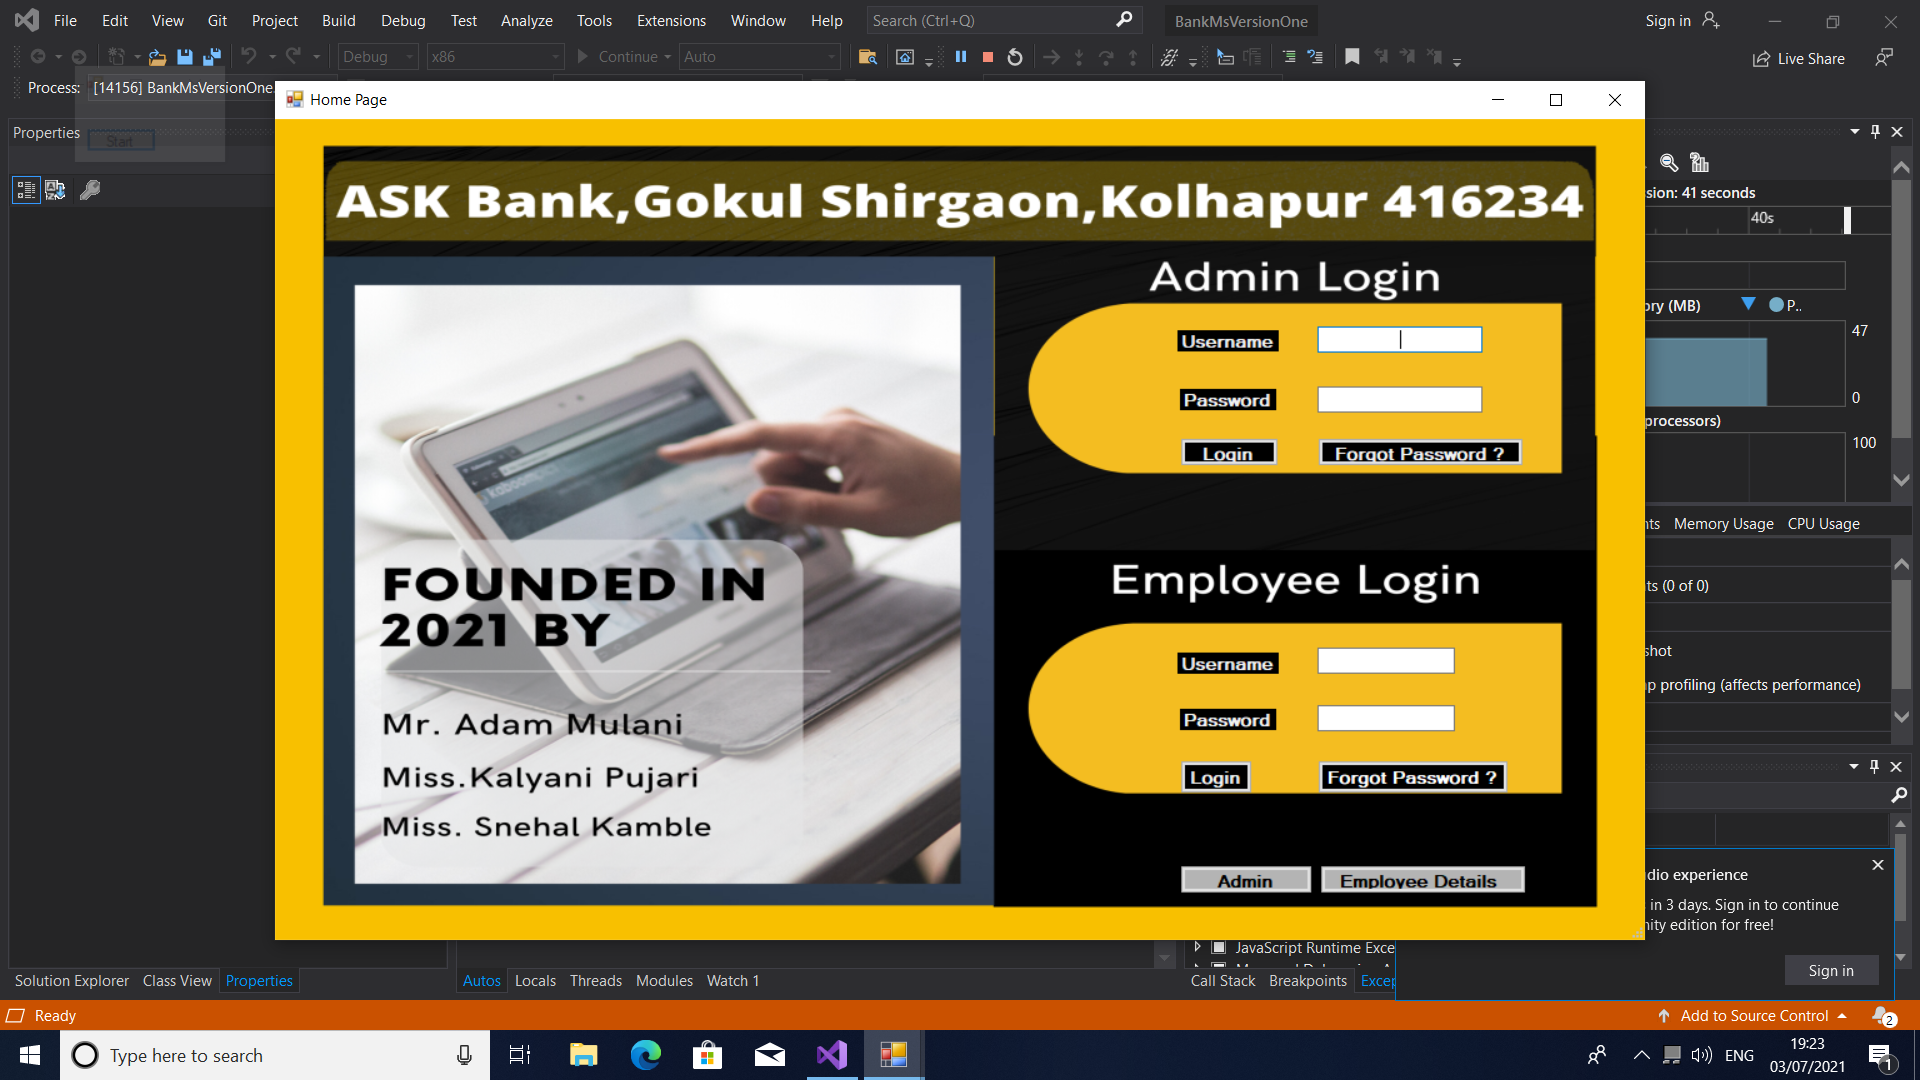 File Edit View Git Project Build Debug Test Analyze Tools Extensions Window Help Search (Ctrl+Q) BankMsVersionOne Sign in
Debug x86 Continue Auto Live Share
Process: [14156] BankMsVersionOne
Home Page
Properties
Start
ASK Bank,Gokul Shirgaon,Kolhapur 416234
Admin Login
Username
Password
Login Forgot Password ?
FOUNDED IN
2021 BY
Mr. Adam Mulani
Miss.Kalyani Pujari
Miss. Snehal Kamble
Employee Login
Username
Password
Login Forgot Password ?
Admin Employee Details
sion: 41 seconds
40s
ory (MB) P..
47
0
processors)
100
nts Memory Usage CPU Usage
ts (0 of 0)
shot
p profiling (affects performance)
dio experience
in 3 days. Sign in to continue
nity edition for free!
Sign in
JavaScript Runtime Exce
Solution Explorer Class View Properties Autos Locals Threads Modules Watch 1 Call Stack Breakpoints Excep
Ready Add to Source Control 2
Type here to search ENG 19:23
03/07/2021 1